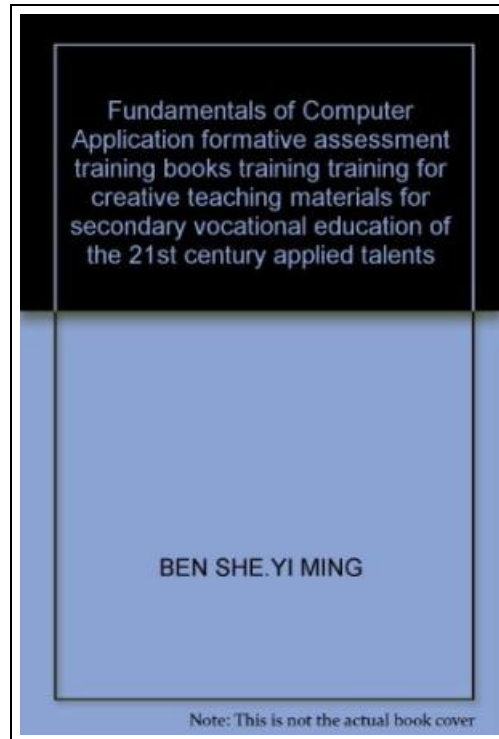 Fundamentals of Computer
Application formative assessment
training books training training for
creative teaching materials for
secondary vocational education of
the 21st century applied talents
BEN SHE.YI MING
Note: This is not the actual book cover